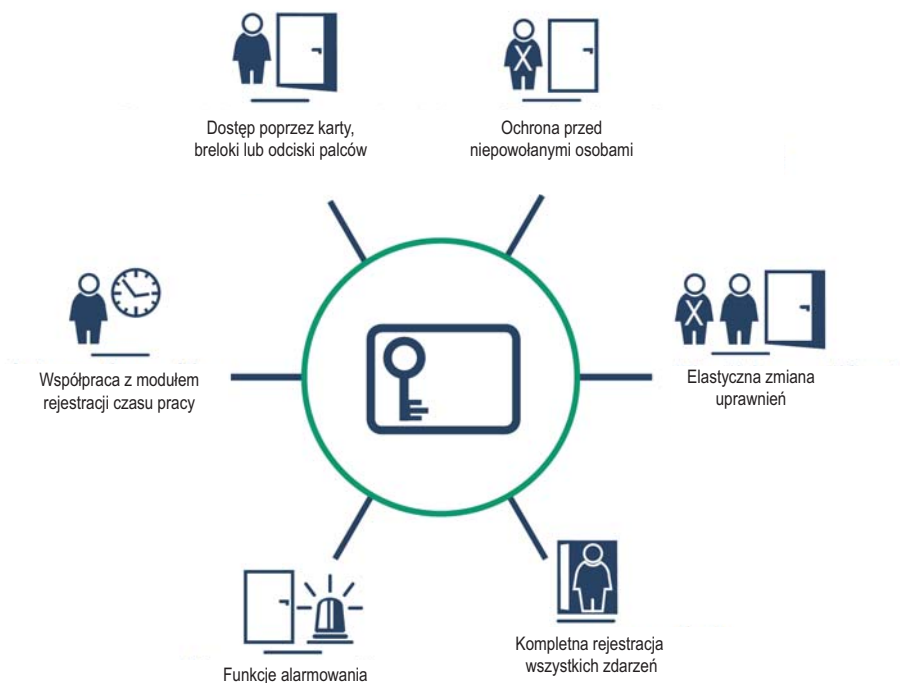 Dostęp poprzez karty,
breloki lub odciski palców
Ochrona przed
niepowołanymi osobami
Współpraca z modułem
rejestracji czasu pracy
Elastyczna zmiana
uprawnień
Funkcje alarmowania
Kompletna rejestracja
wszystkich zdarzeń